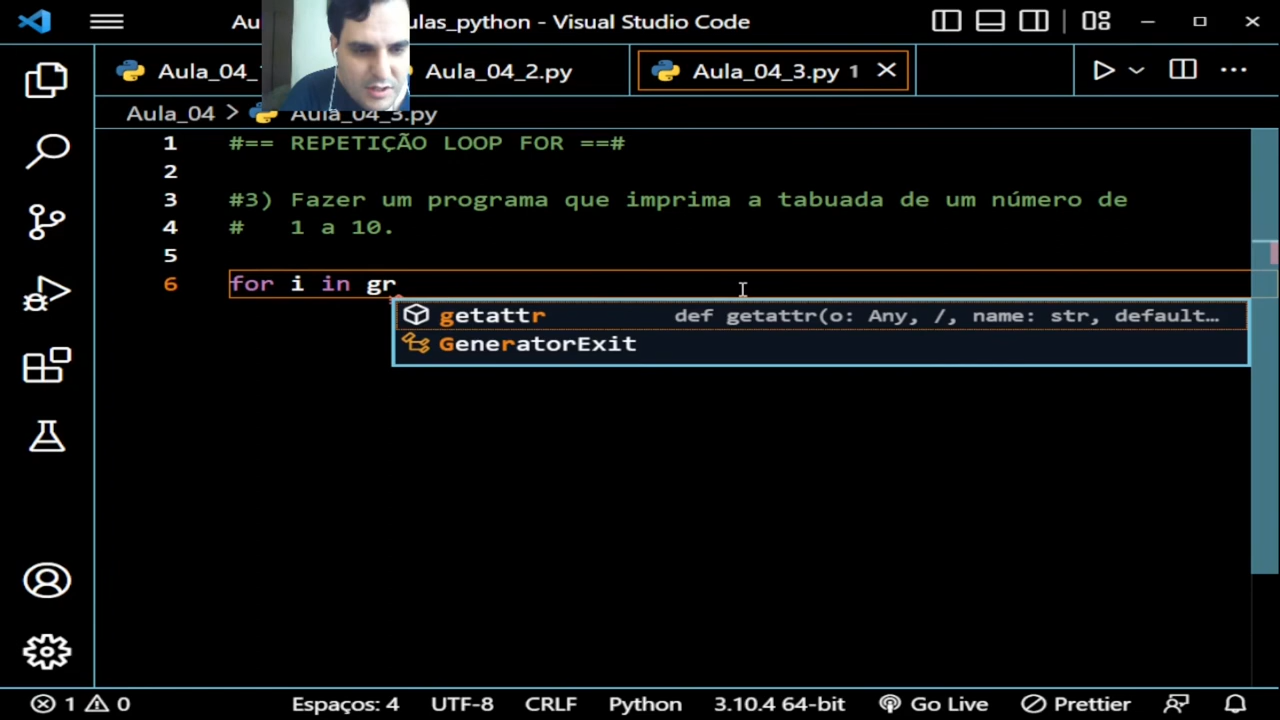 Au
ulas_python - Visual Studio Code
Aula_04_
Aula_04_2.py
Aula_04_3.py 1
Aula_04 > Aula_04_3.py
1 #== REPETIÇÃO LOOP FOR ==#
2
3 #3) Fazer um programa que imprima a tabuada de um número de
4 # 1 a 10.
5
6 for i in gr
getattr def getattr(o: Any, /, name: str, default…
GeneratorExit
1 0 Espaços: 4 UTF-8 CRLF Python 3.10.4 64-bit Go Live Prettier